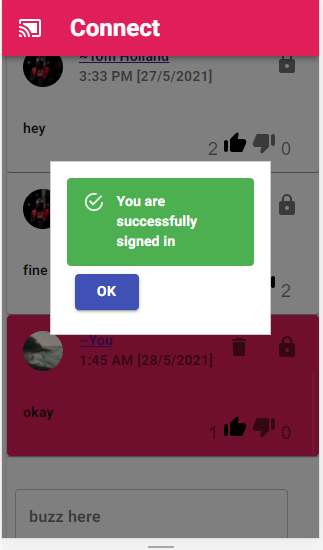 Connect
~Tom Holland
3:33 PM [27/5/2021]
hey
2 0
You are
successfully
signed in
OK
fine
2
~You
1:45 AM [28/5/2021]
okay
1 0
buzz here